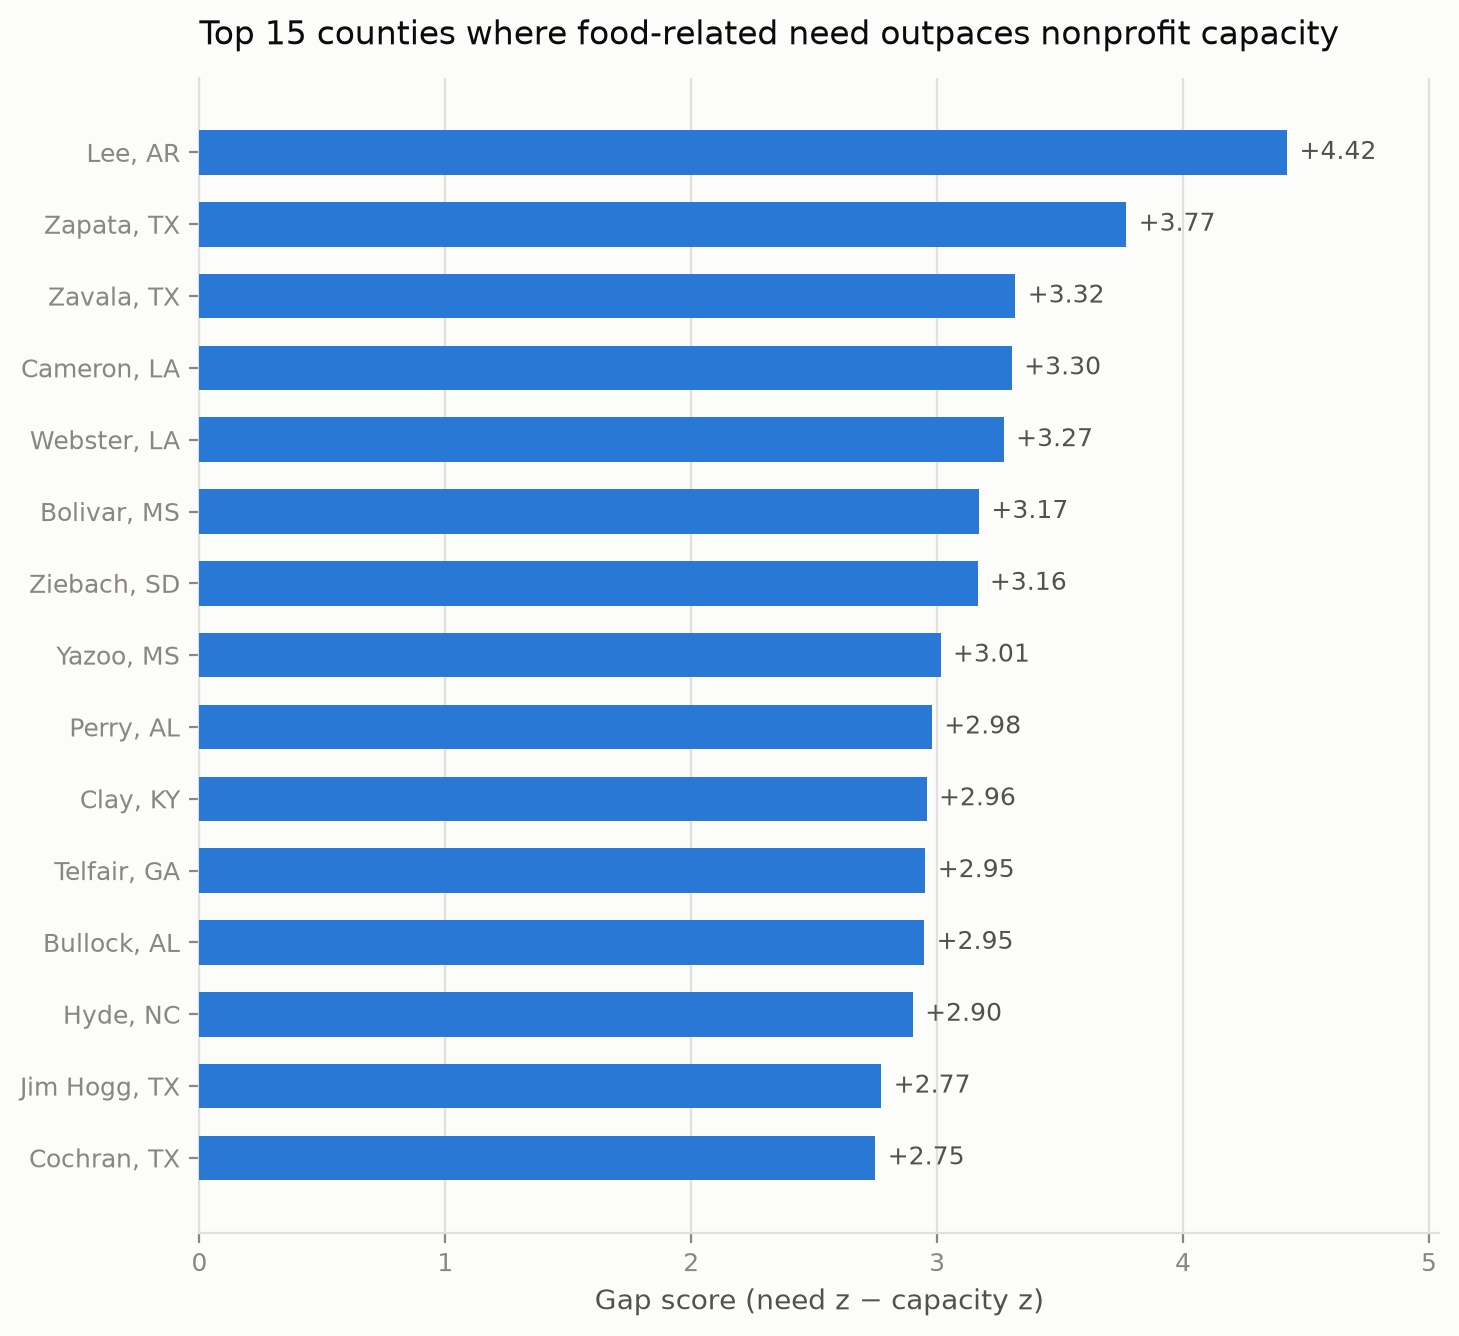 Top 15 counties where food-related need outpaces nonprofit capacity
Lee, AR +4.42
Zapata, TX +3.77
Zavala, TX +3.32
Cameron, LA +3.30
Webster, LA +3.27
Bolivar, MS +3.17
Ziebach, SD +3.16
Yazoo, MS +3.01
Perry, AL +2.98
Clay, KY +2.96
Telfair, GA +2.95
Bullock, AL +2.95
Hyde, NC +2.90
Jim Hogg, TX +2.77
Cochran, TX +2.75
0 1 2 3 4 5
Gap score (need z − capacity z)